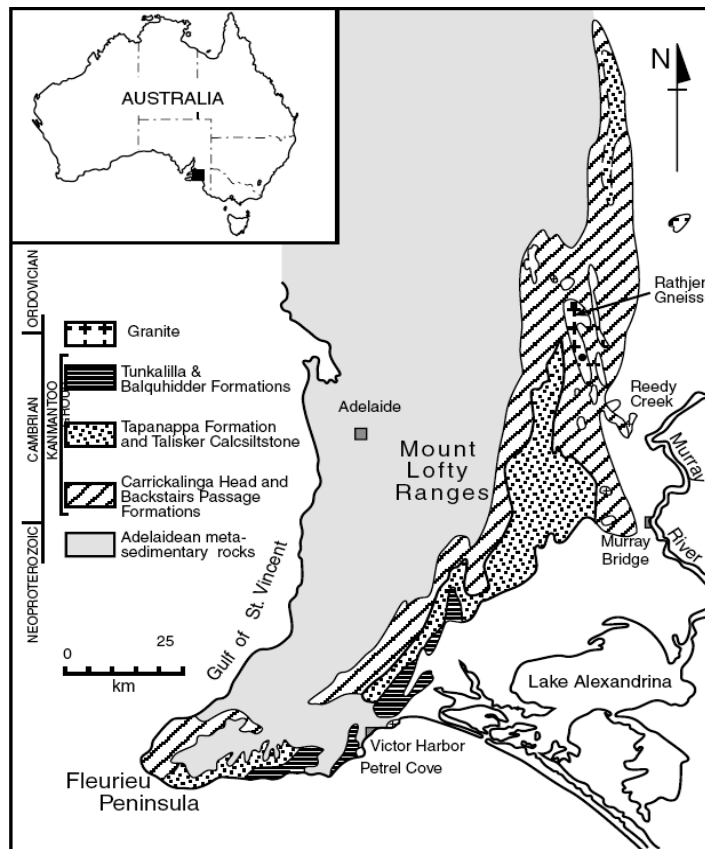 AUSTRALIA
N
ORDOVICIAN
CAMBRIAN
KANMANTOO
GROUP
NEOPROTEROZOIC
Granite
Tunkalilla &
Balquhidder Formations
Tapanappa Formation
and Talisker Calcsiltstone
Carrickalinga Head and
Backstairs Passage
Formations
Adelaidean meta-
sedimentary rocks
0 25
km
Gulf of St. Vincent
Adelaide
Mount
Lofty
Ranges
Rathjen
Gneiss
Reedy
Creek
Murray
River
Murray
Bridge
Lake Alexandrina
Victor Harbor
Petrel Cove
Fleurieu
Peninsula